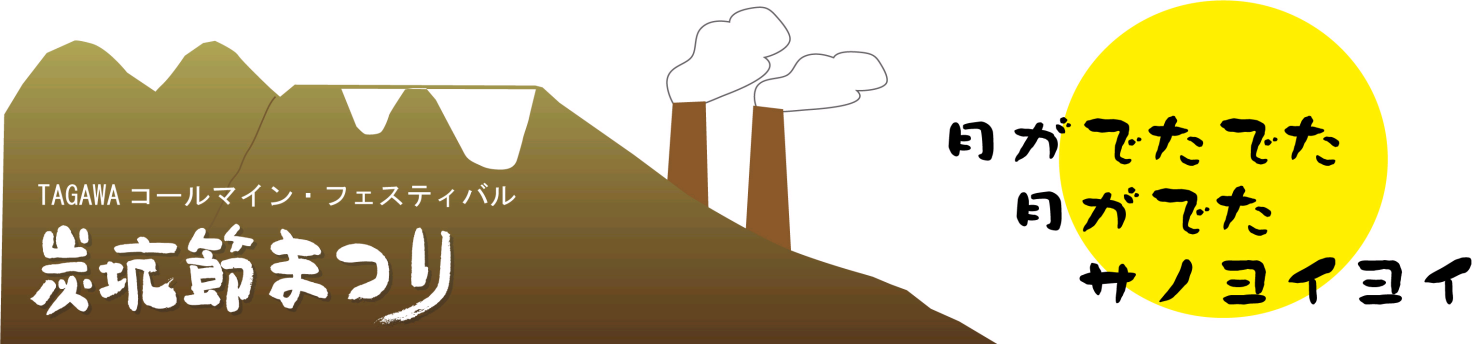 TAGAWA コールマイン・フェスティバル
炭坑節まつり
月がでたでた
月がでた
サノヨイヨイ